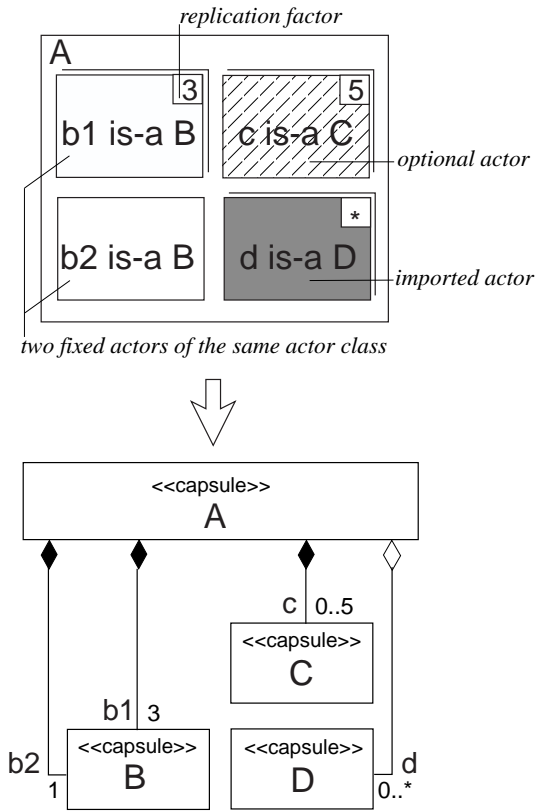 replication factor
A
3
5
b1 is-a B
c is-a C
optional actor
*
b2 is-a B
d is-a D
imported actor
two fixed actors of the same actor class
<<capsule>>
A
c 0..5
<<capsule>>
C
b1 3
b2
1
<<capsule>>
B
<<capsule>>
D
d
0..*